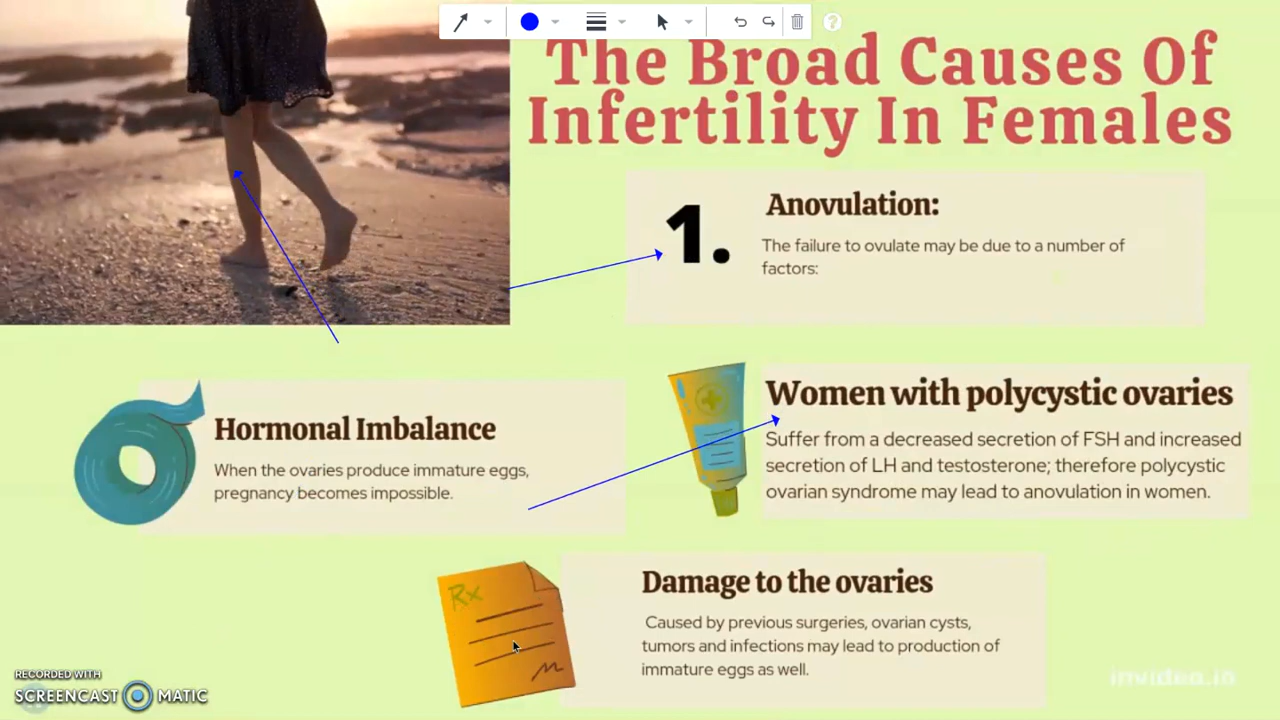 The Broad Causes Of
Infertility In Females
1.
Anovulation:
The failure to ovulate may be due to a number of
factors:
Hormonal Imbalance
When the ovaries produce immature eggs,
pregnancy becomes impossible.
Women with polycystic ovaries
Suffer from a decreased secretion of FSH and increased
secretion of LH and testosterone; therefore polycystic
ovarian syndrome may lead to anovulation in women.
Rx
Damage to the ovaries
Caused by previous surgeries, ovarian cysts,
tumors and infections may lead to production of
immature eggs as well.
RECORDED WITH
SCREENCAST MATIC
invideo.io